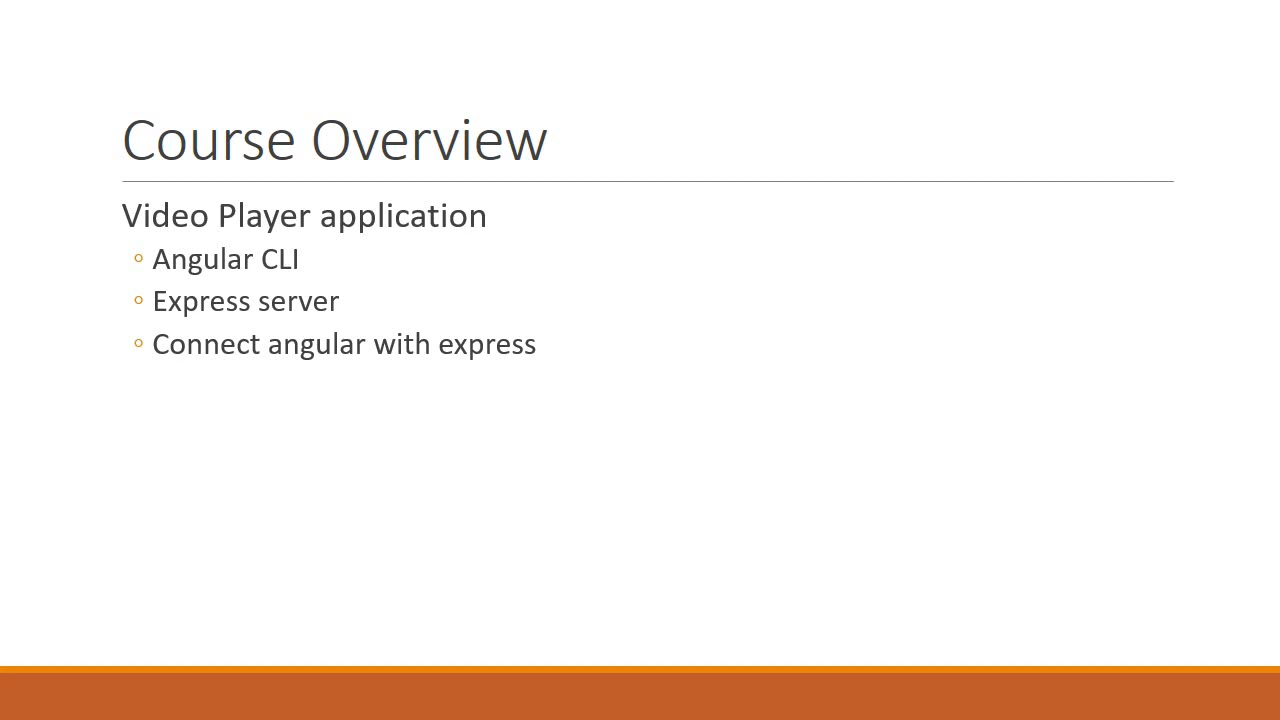 Course Overview
Video Player application
◦ Angular CLI
◦ Express server
◦ Connect angular with express